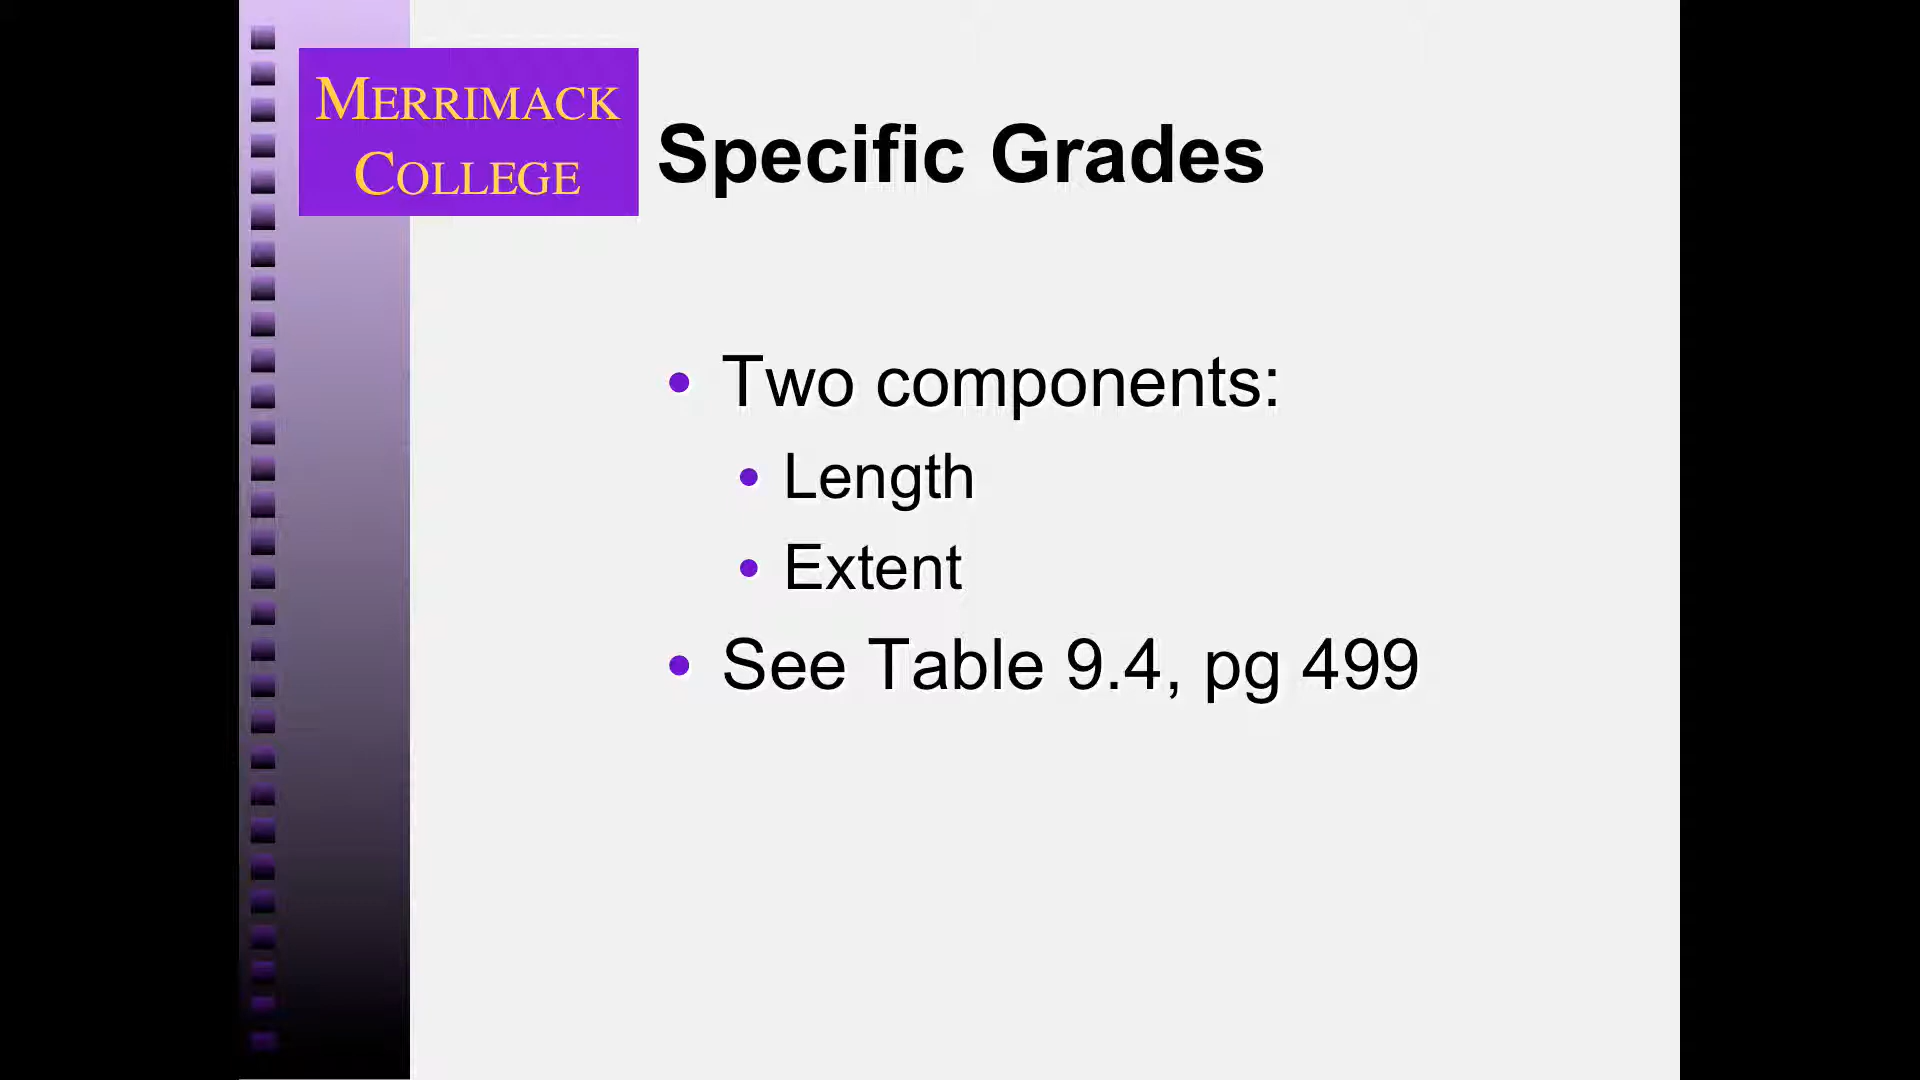 MERRIMACK
COLLEGE
Specific Grades
• Two components:
• Length
• Extent
• See Table 9.4, pg 499